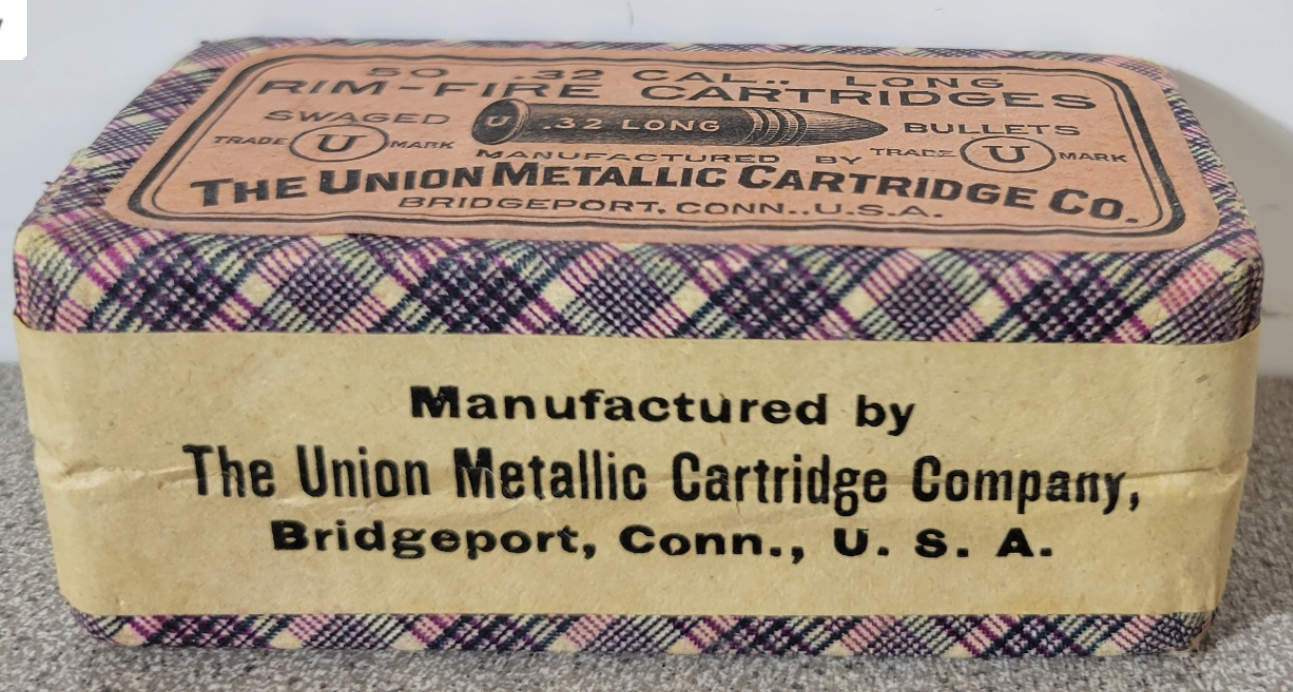 50 .32 CAL.. LONG
RIM-FIRE CARTRIDGES
SWAGED U .32 LONG BULLETS
TRADE U MARK MANUFACTURED BY TRADE U MARK
THE UNION METALLIC CARTRIDGE CO.
BRIDGEPORT, CONN., U.S.A.
Manufactured by
The Union Metallic Cartridge Company,
Bridgeport, Conn., U. S. A.